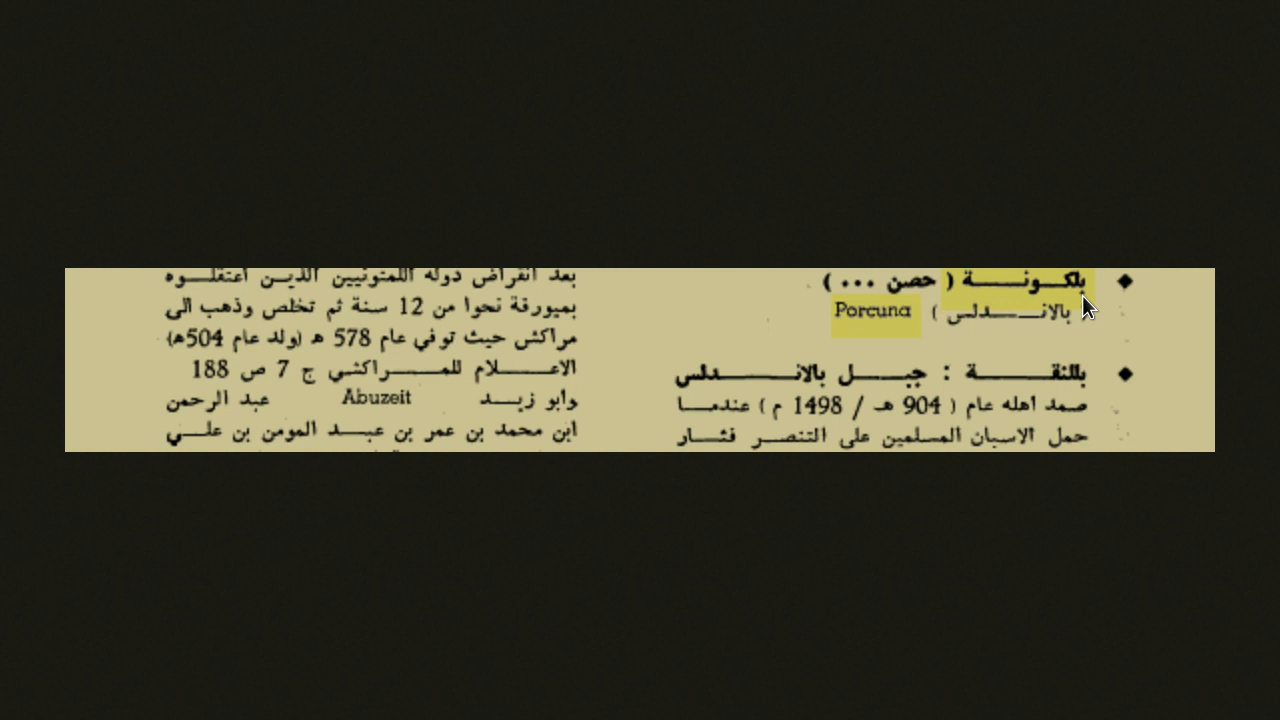 بلكونة ( حصن ... )
( بالاندلس ) Porcuna
بللنقة : جبل بالاندلس
صمد اهله عام ( 904 هـ / 1498 م ) عندما
حمل الاسبان المسلمين على التنصر فثار
بعد انقراض دولة اللمتونيين الذين اعتقلوه
بميورقة نحوا من 12 سنة ثم تخلص وذهب الى
مراكش حيث توفي عام 578 هـ (ولد عام 504هـ)
الاعلام للمراكشي ج 7 ص 188
وابو زيد Abuzeit عبد الرحمن
ابن محمد بن عمر بن عبد المومن بن علي